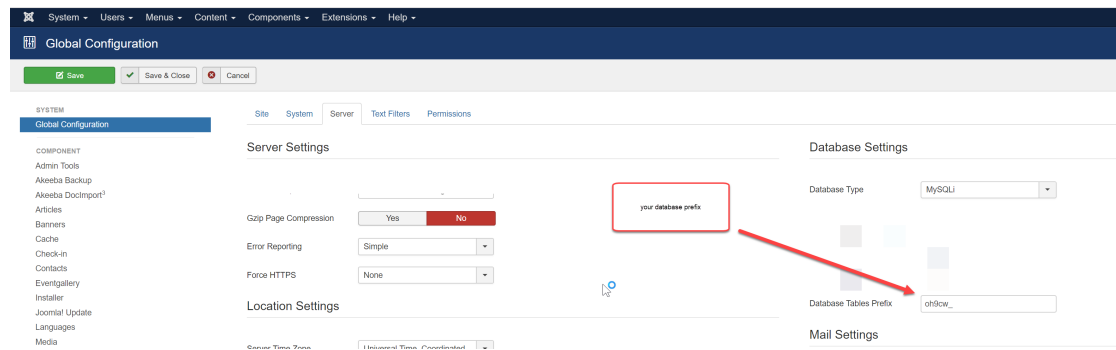 System Users Menus Content Components Extensions Help
Global Configuration
Save Save & Close Cancel
SYSTEM
Global Configuration
COMPONENT
Admin Tools
Akeeba Backup
Akeeba DocImport3
Articles
Banners
Cache
Check-in
Contacts
Eventgallery
Installer
Joomla! Update
Languages
Media
Site System Server Text Filters Permissions
Server Settings
Gzip Page Compression Yes No
Error Reporting Simple
Force HTTPS None
Location Settings
Server Time Zone Universal Time, Coordinated
your database prefix
Database Settings
Database Type MySQLi
Database Tables Prefix oh9cw_
Mail Settings